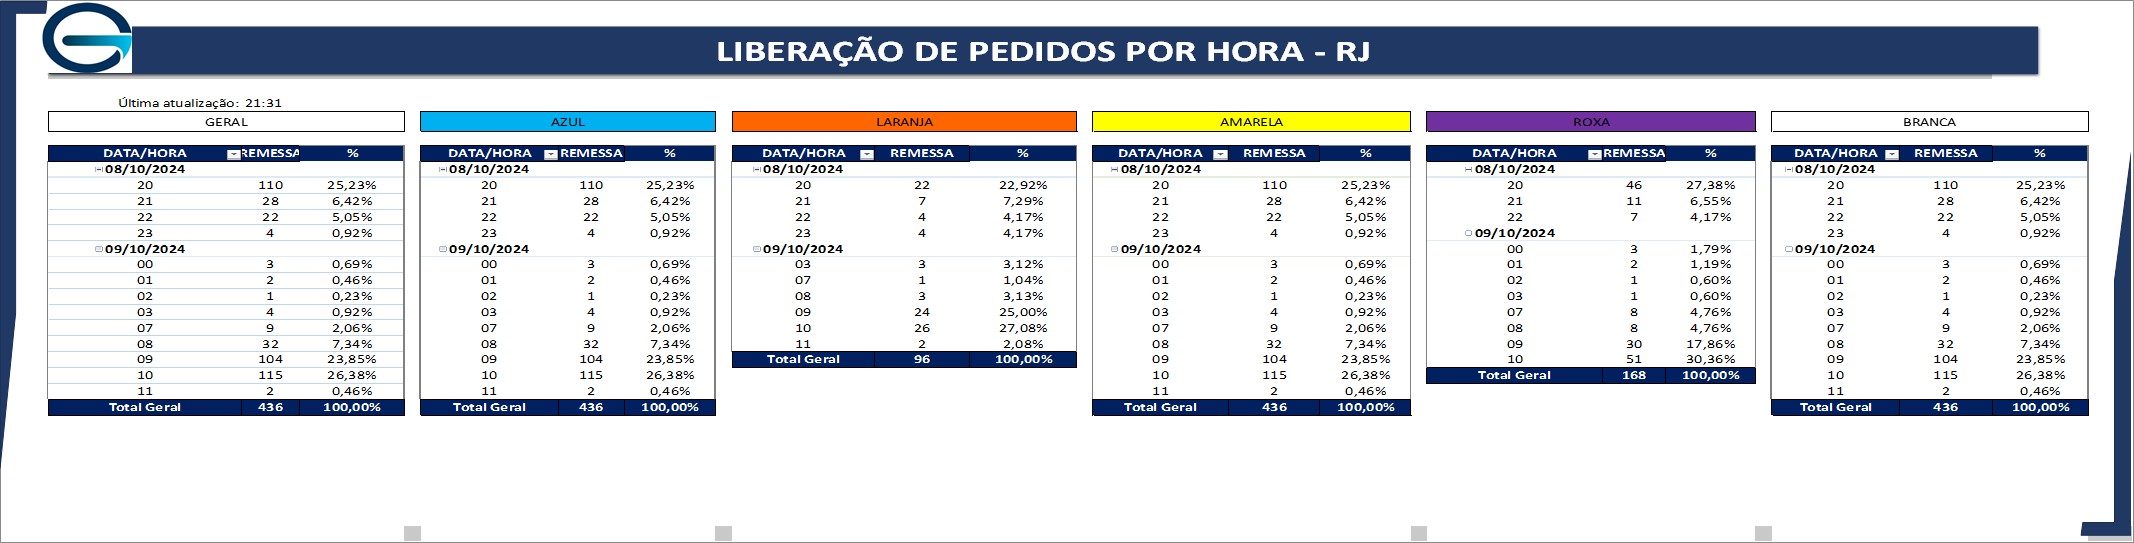 LIBERAÇÃO DE PEDIDOS POR HORA - RJ
Última atualização: 21:31
GERAL
DATA/HORA REMESSA %
08/10/2024
20 110 25,23%
21 28 6,42%
22 22 5,05%
23 4 0,92%
09/10/2024
00 3 0,69%
01 2 0,46%
02 1 0,23%
03 4 0,92%
07 9 2,06%
08 32 7,34%
09 104 23,85%
10 115 26,38%
11 2 0,46%
Total Geral 436 100,00%
AZUL
DATA/HORA REMESSA %
08/10/2024
20 110 25,23%
21 28 6,42%
22 22 5,05%
23 4 0,92%
09/10/2024
00 3 0,69%
01 2 0,46%
02 1 0,23%
03 4 0,92%
07 9 2,06%
08 32 7,34%
09 104 23,85%
10 115 26,38%
11 2 0,46%
Total Geral 436 100,00%
LARANJA
DATA/HORA REMESSA %
08/10/2024
20 22 22,92%
21 7 7,29%
22 4 4,17%
23 4 4,17%
09/10/2024
03 3 3,12%
07 1 1,04%
08 3 3,13%
09 24 25,00%
10 26 27,08%
11 2 2,08%
Total Geral 96 100,00%
AMARELA
DATA/HORA REMESSA %
08/10/2024
20 110 25,23%
21 28 6,42%
22 22 5,05%
23 4 0,92%
09/10/2024
00 3 0,69%
01 2 0,46%
02 1 0,23%
03 4 0,92%
07 9 2,06%
08 32 7,34%
09 104 23,85%
10 115 26,38%
11 2 0,46%
Total Geral 436 100,00%
ROXA
DATA/HORA REMESSA %
08/10/2024
20 46 27,38%
21 11 6,55%
22 7 4,17%
09/10/2024
00 3 1,79%
01 2 1,19%
02 1 0,60%
03 1 0,60%
07 8 4,76%
08 8 4,76%
09 30 17,86%
10 51 30,36%
Total Geral 168 100,00%
BRANCA
DATA/HORA REMESSA %
08/10/2024
20 110 25,23%
21 28 6,42%
22 22 5,05%
23 4 0,92%
09/10/2024
00 3 0,69%
01 2 0,46%
02 1 0,23%
03 4 0,92%
07 9 2,06%
08 32 7,34%
09 104 23,85%
10 115 26,38%
11 2 0,46%
Total Geral 436 100,00%